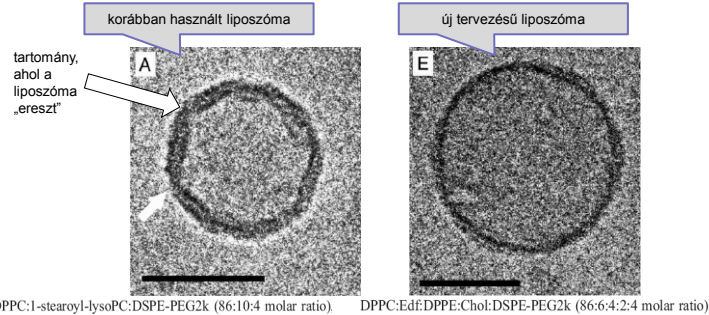 korábban használt liposzóma
új tervezésű liposzóma
tartomány,
ahol a
liposzóma
„ereszt”
A
E
DPPC:1-stearoyl-lysoPC:DSPE-PEG2k (86:10:4 molar ratio).
DPPC:Edf:DPPE:Chol:DSPE-PEG2k (86:6:4:2:4 molar ratio)